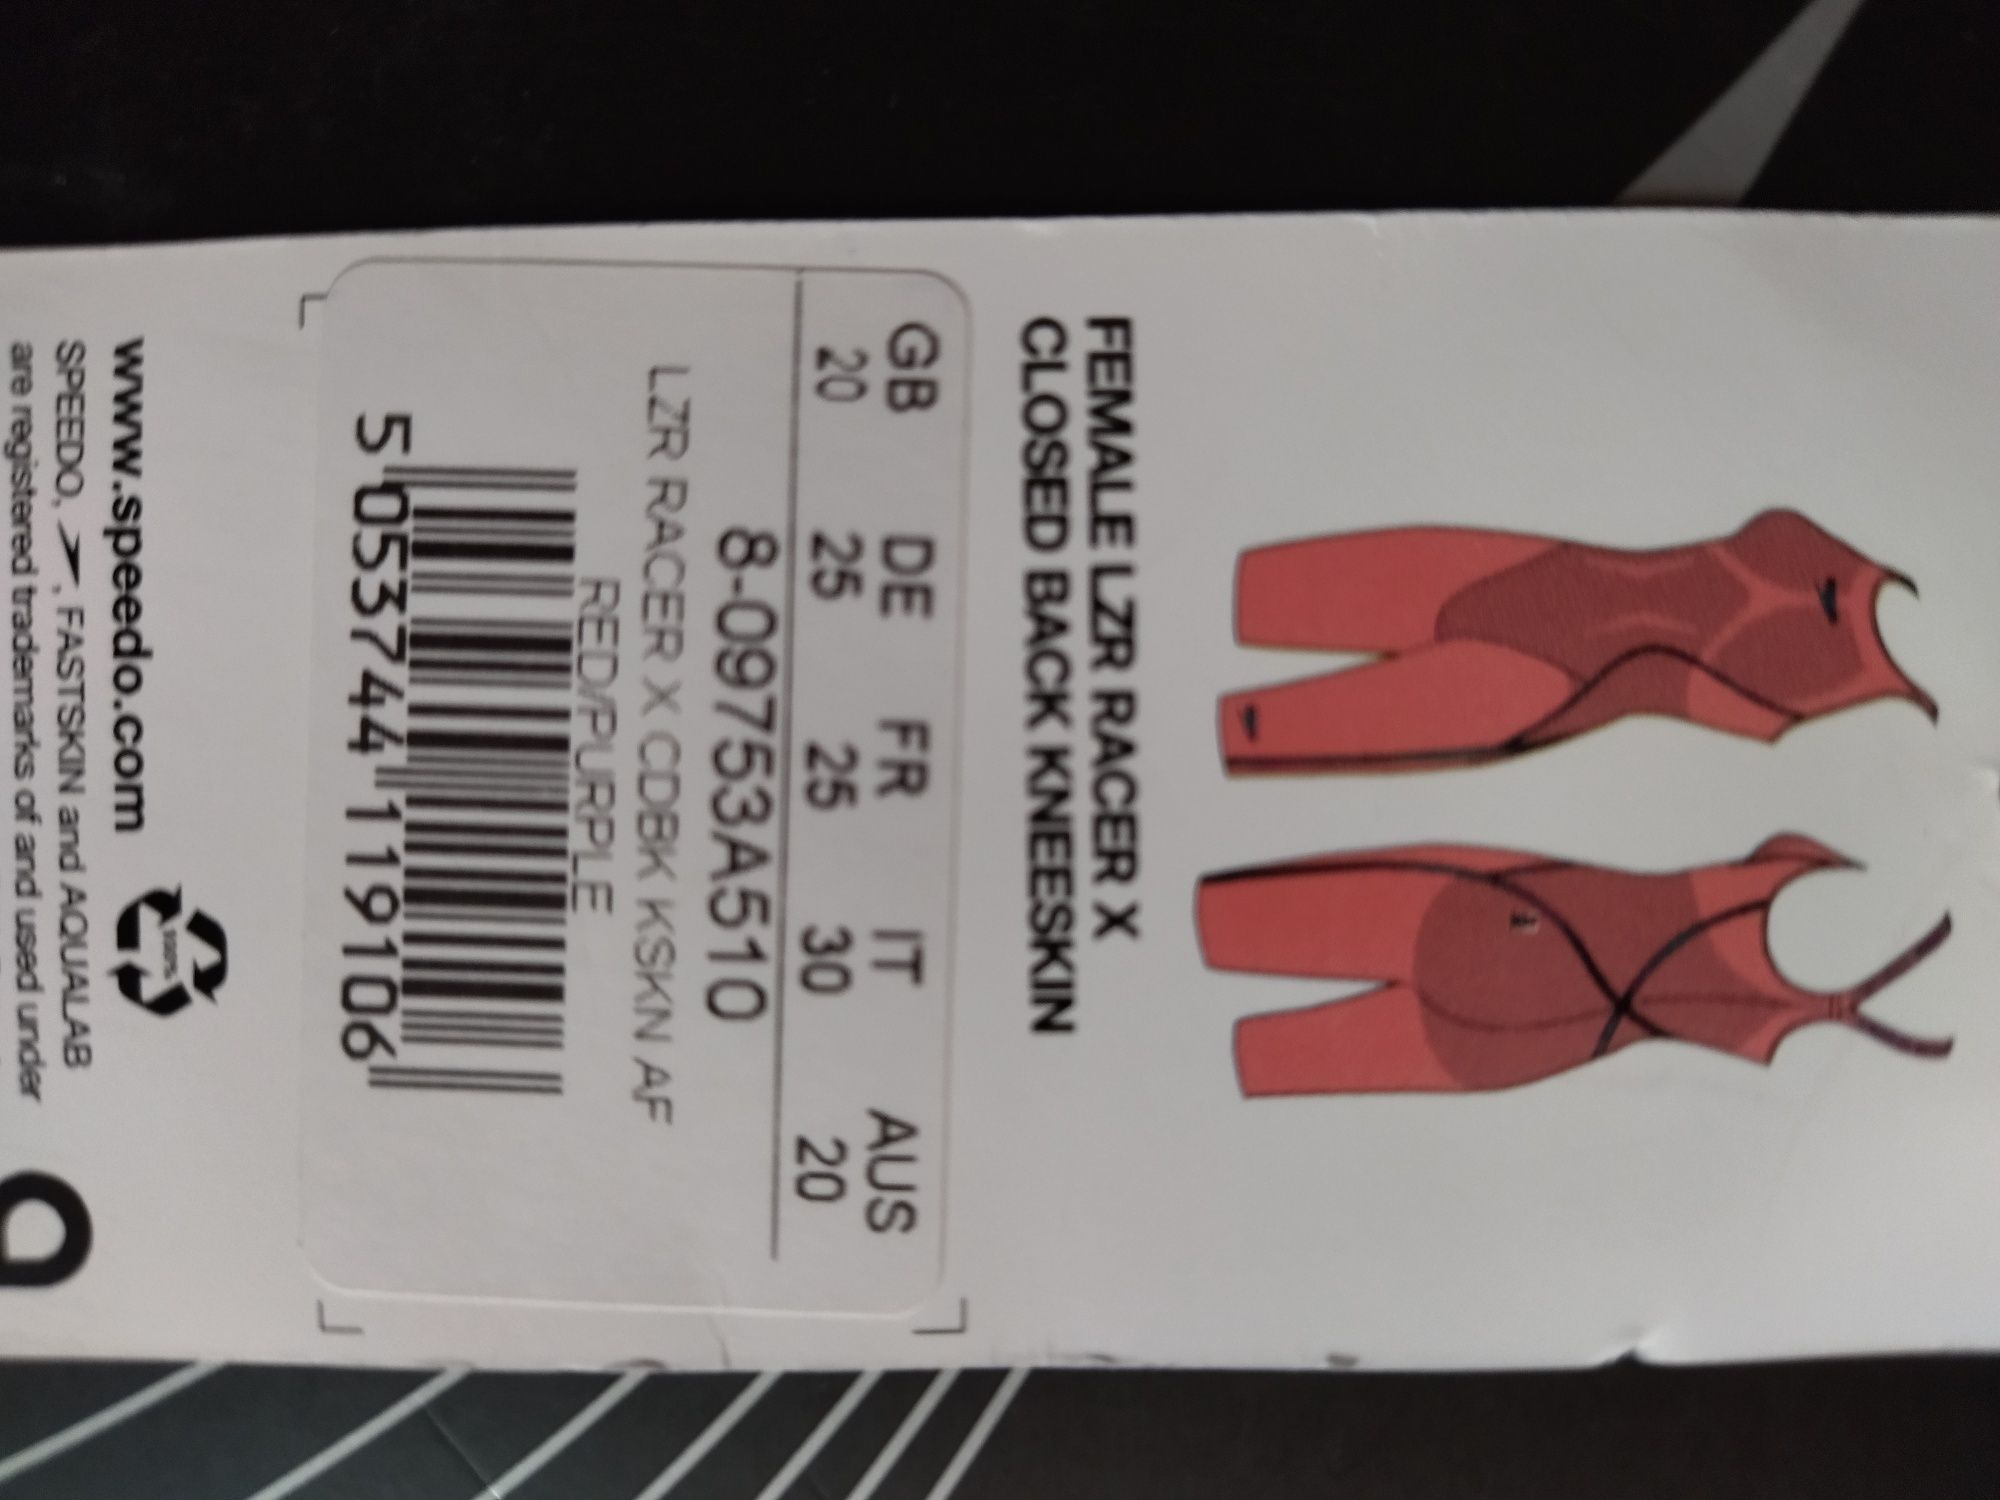 FEMALE LZR RACER X
CLOSED BACK KNEESKIN
GB DE FR IT AUS
20 25 25 30 20
8-09753A510
LZR RACER X CDBK KSKN AF
RED/PURPLE
5 053744 119106
www.speedo.com
SPEEDO, , FASTSKIN and AQUALAB
are registered trademarks of and used under